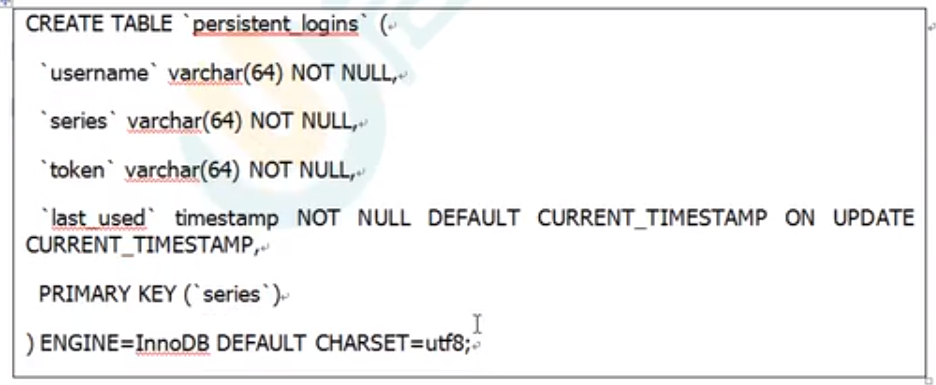 CREATE TABLE `persistent_logins` (
`username` varchar(64) NOT NULL,
`series` varchar(64) NOT NULL,
`token` varchar(64) NOT NULL,
`last_used` timestamp NOT NULL DEFAULT CURRENT_TIMESTAMP ON UPDATE
CURRENT_TIMESTAMP,
PRIMARY KEY (`series`)
) ENGINE=InnoDB DEFAULT CHARSET=utf8;